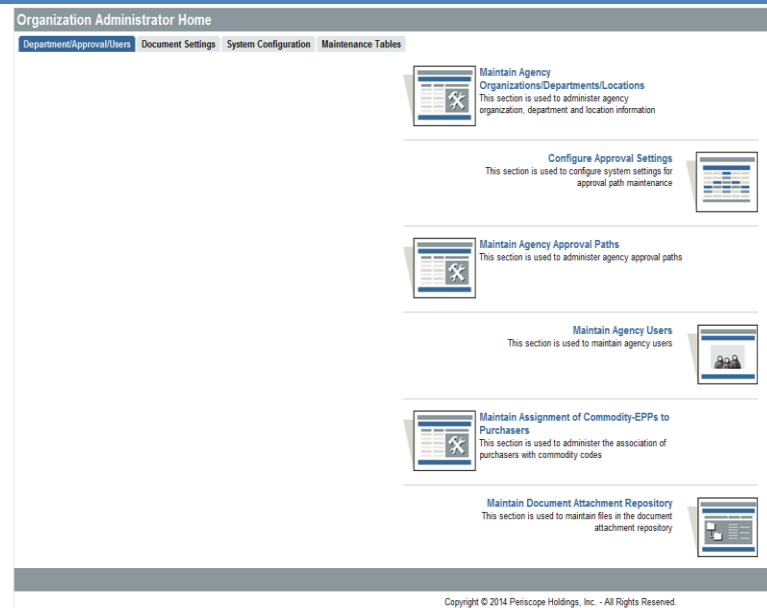 Organization Administrator Home
Department/Approval/Users Document Settings System Configuration Maintenance Tables
Maintain Agency
Organizations/Departments/Locations
This section is used to administer agency
organization, department and location information
Configure Approval Settings
This section is used to configure system settings for
approval path maintenance
Maintain Agency Approval Paths
This section is used to administer agency approval paths
Maintain Agency Users
This section is used to maintain agency users
Maintain Assignment of Commodity-EPPs to
Purchasers
This section is used to administer the association of
purchasers with commodity codes
Maintain Document Attachment Repository
This section is used to maintain files in the document
attachment repository
Copyright © 2014 Periscope Holdings, Inc. - All Rights Reserved.